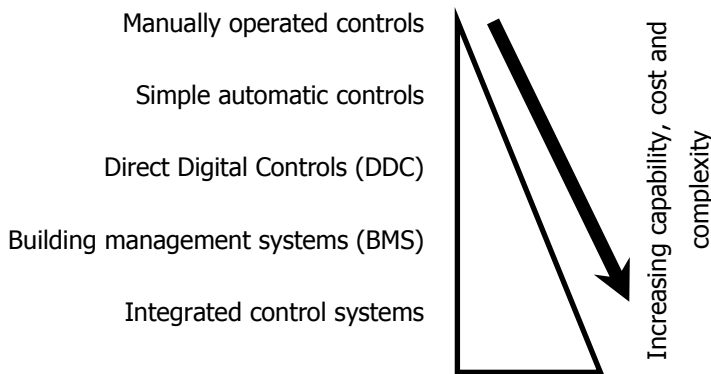 Manually operated controls
Simple automatic controls
Direct Digital Controls (DDC)
Building management systems (BMS)
Integrated control systems
Increasing capability, cost and
complexity